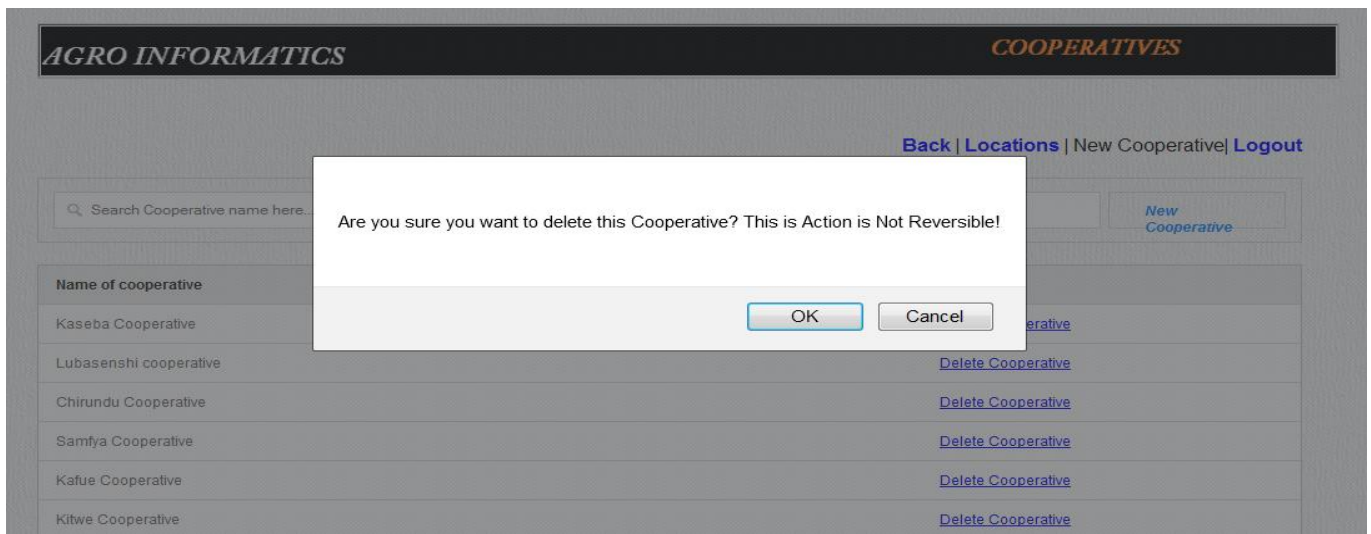 AGRO INFORMATICS COOPERATIVES
Back | Locations | New Cooperative| Logout
Search Cooperative name here...
New
Cooperative
Are you sure you want to delete this Cooperative? This is Action is Not Reversible!
OK Cancel
Name of cooperative
Kaseba Cooperative erative
Lubasenshi cooperative Delete Cooperative
Chirundu Cooperative Delete Cooperative
Samfya Cooperative Delete Cooperative
Kafue Cooperative Delete Cooperative
Kitwe Cooperative Delete Cooperative